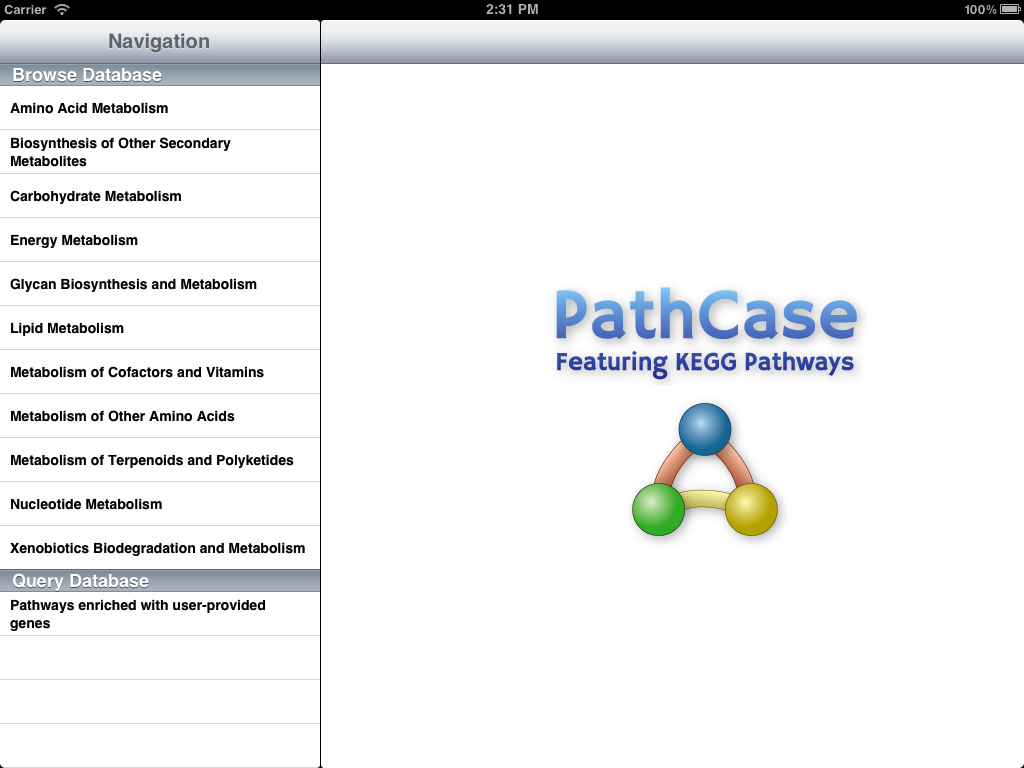 Carrier
2:31 PM
100%
Navigation
Browse Database
Amino Acid Metabolism
Biosynthesis of Other Secondary
Metabolites
Carbohydrate Metabolism
Energy Metabolism
Glycan Biosynthesis and Metabolism
Lipid Metabolism
Metabolism of Cofactors and Vitamins
Metabolism of Other Amino Acids
Metabolism of Terpenoids and Polyketides
Nucleotide Metabolism
Xenobiotics Biodegradation and Metabolism
Query Database
Pathways enriched with user-provided
genes
PathCase
Featuring KEGG Pathways